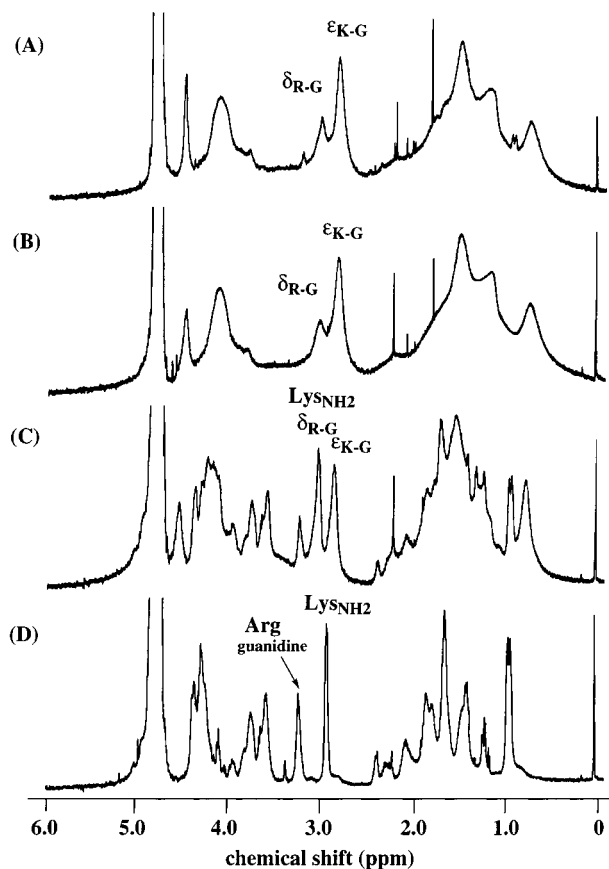 (A)
εK-G
δR-G
(B)
εK-G
δR-G
LysNH2
(C)
δR-G
εK-G
(D)
LysNH2
Arg
guanidine
6.0 5.0 4.0 3.0 2.0 1.0 0
chemical shift (ppm)